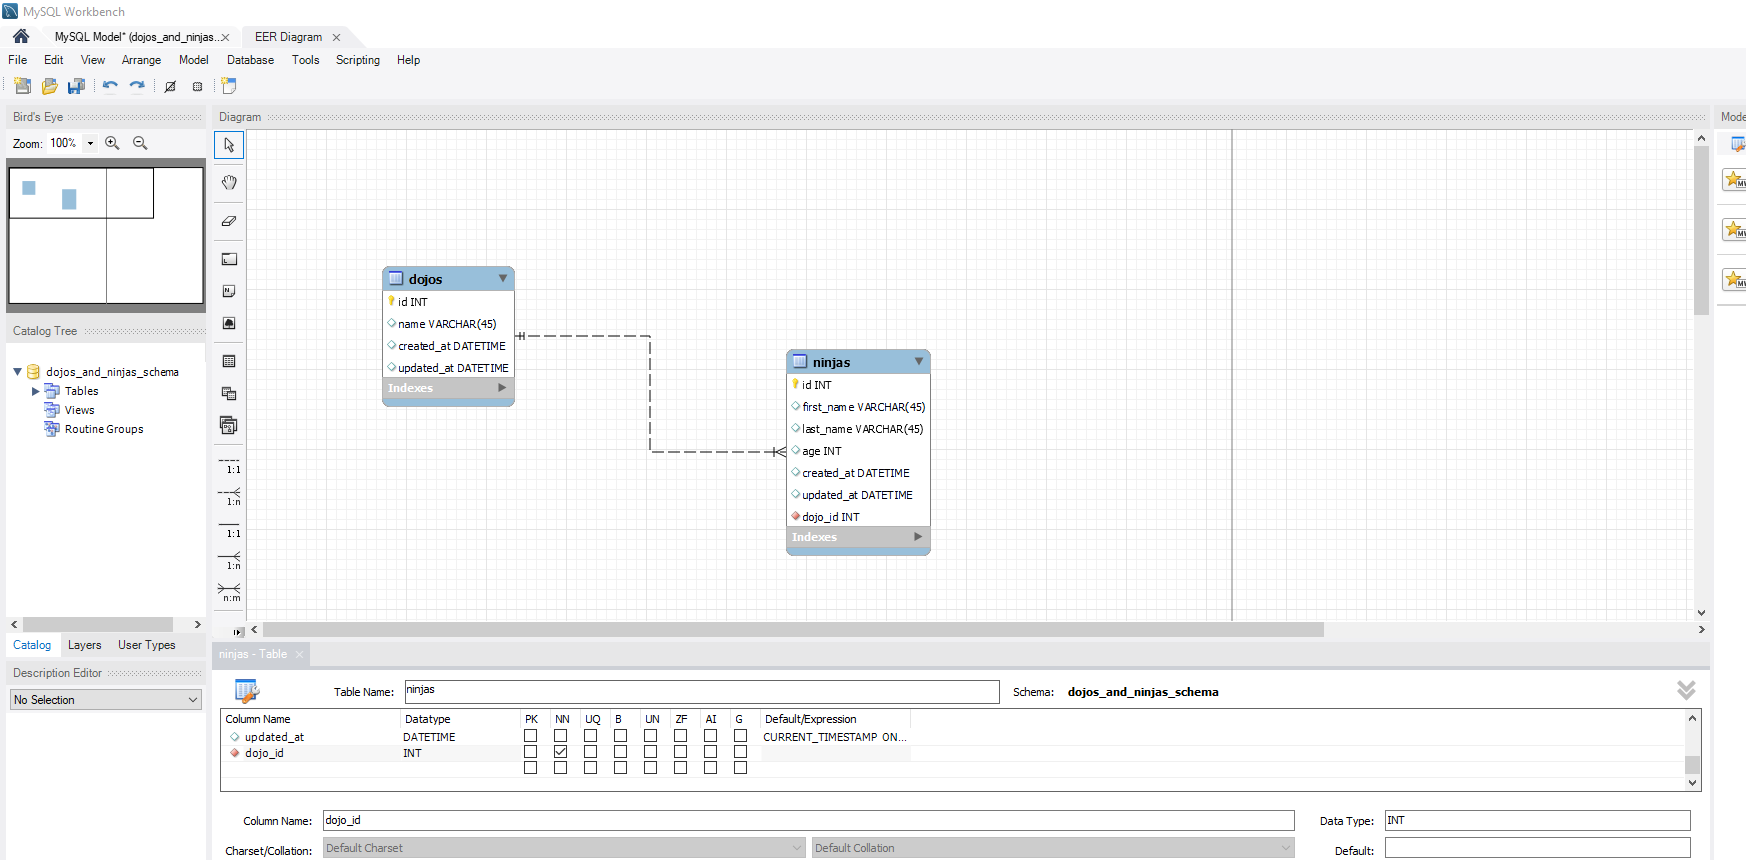 MySQL Workbench
MySQL Model* (dojos_and_ninjas.. EER Diagram
File Edit View Arrange Model Database Tools Scripting Help
Bird's Eye
Zoom: 100%
Catalog Tree
dojos_and_ninjas_schema
Tables
Views
Routine Groups
Catalog Layers User Types
Description Editor
No Selection
Diagram
1:1
1:n
1:1
1:n
n:m
dojos
id INT
name VARCHAR(45)
created_at DATETIME
updated_at DATETIME
Indexes
ninjas
id INT
first_name VARCHAR(45)
last_name VARCHAR(45)
age INT
created_at DATETIME
updated_at DATETIME
dojo_id INT
Indexes
Mode
ninjas - Table
Table Name: ninjas Schema: dojos_and_ninjas_schema
Column Name Datatype PK NN UQ B UN ZF AI G Default/Expression
updated_at DATETIME CURRENT_TIMESTAMP ON...
dojo_id INT
Column Name: dojo_id Data Type: INT
Charset/Collation: Default Charset Default Collation Default: